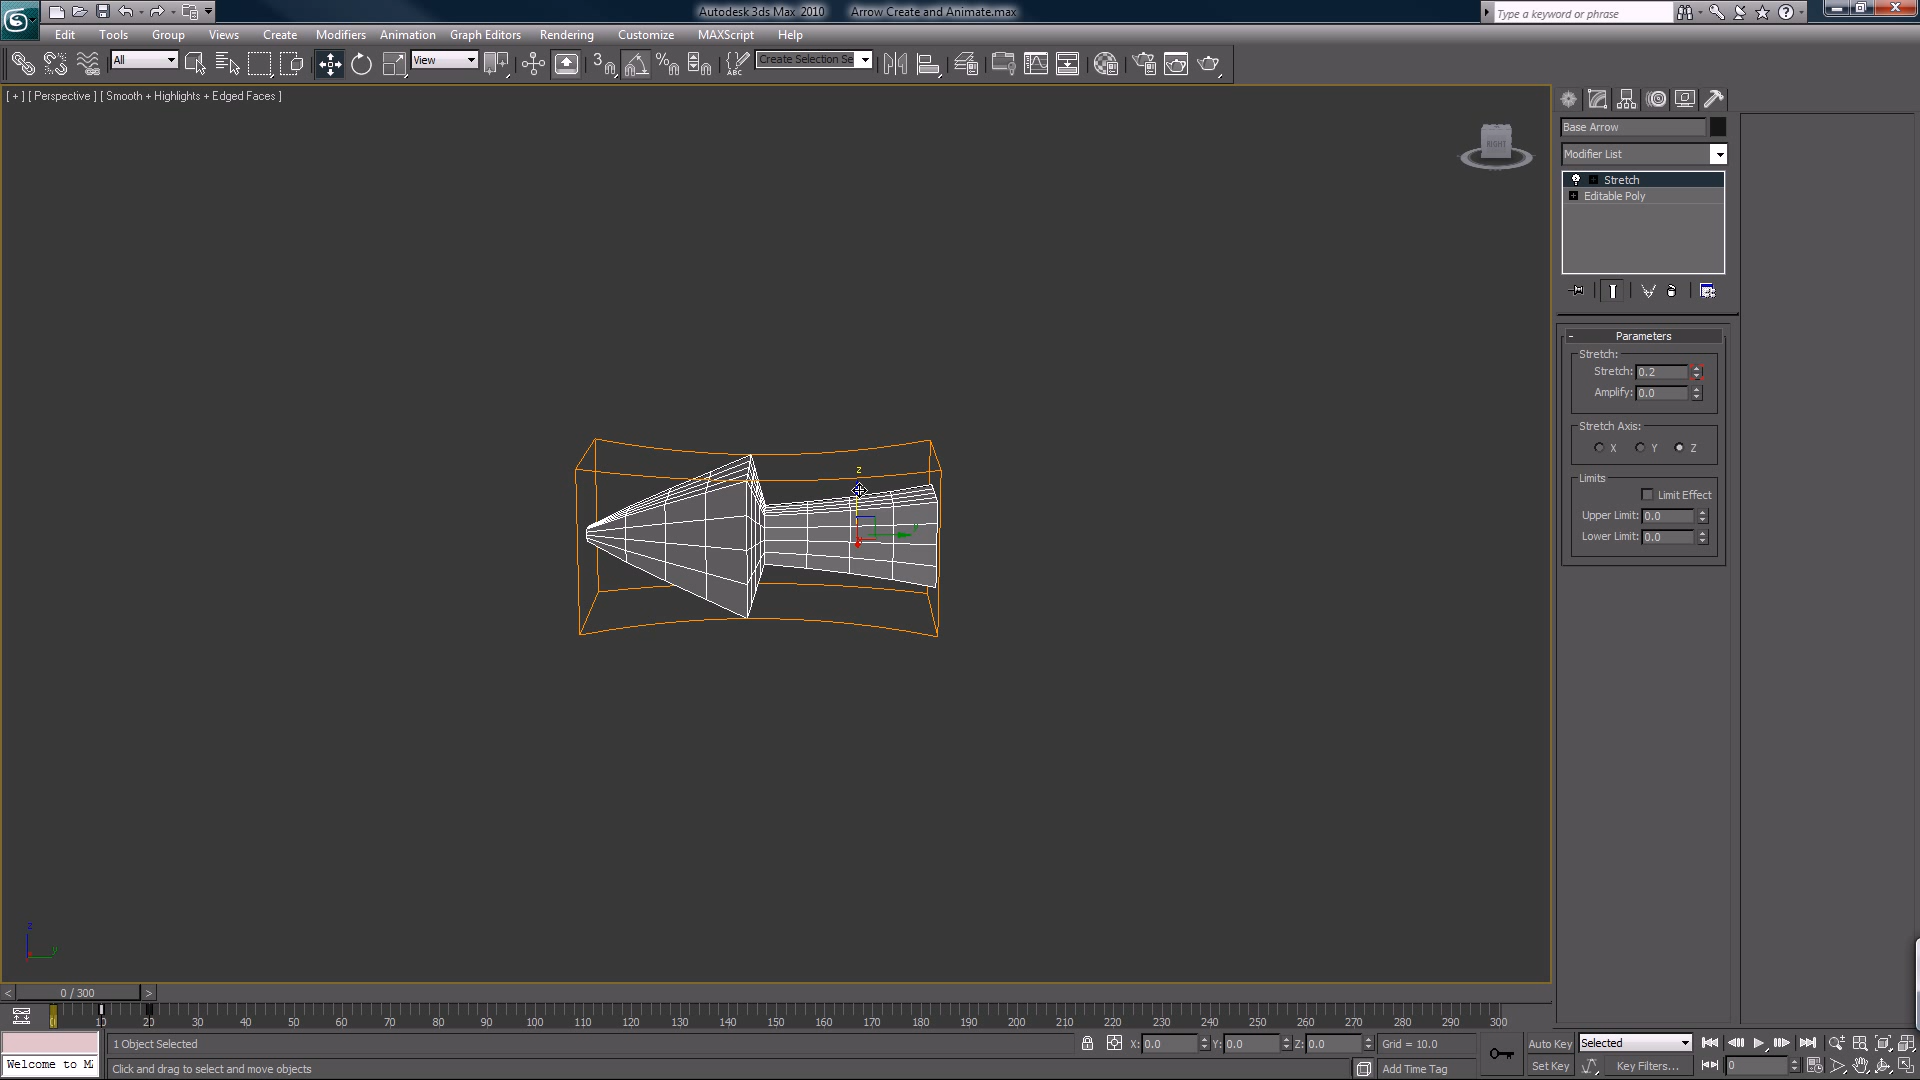 Autodesk 3ds Max 2010 Arrow Create and Animate.max
Type a keyword or phrase
Edit Tools Group Views Create Modifiers Animation Graph Editors Rendering Customize MAXScript Help
All
View
Create Selection Se
[ + ] [ Perspective ] [ Smooth + Highlights + Edged Faces ]
RIGHT
Base Arrow
Modifier List
Stretch
Editable Poly
- Parameters
Stretch:
Stretch: 0.2
Amplify: 0.0
Stretch Axis:
X Y Z
Limits
Limit Effect
Upper Limit: 0.0
Lower Limit: 0.0
z
z
y
< 0 / 300 >
10 20 30 40 50 60 70 80 90 100 110 120 130 140 150 160 170 180 190 200 210 220 230 240 250 260 270 280 290 300
1 Object Selected
X: 0.0 Y: 0.0 Z: 0.0 Grid = 10.0
Auto Key Selected
Welcome to M
Click and drag to select and move objects
Add Time Tag
Set Key Key Filters... 0